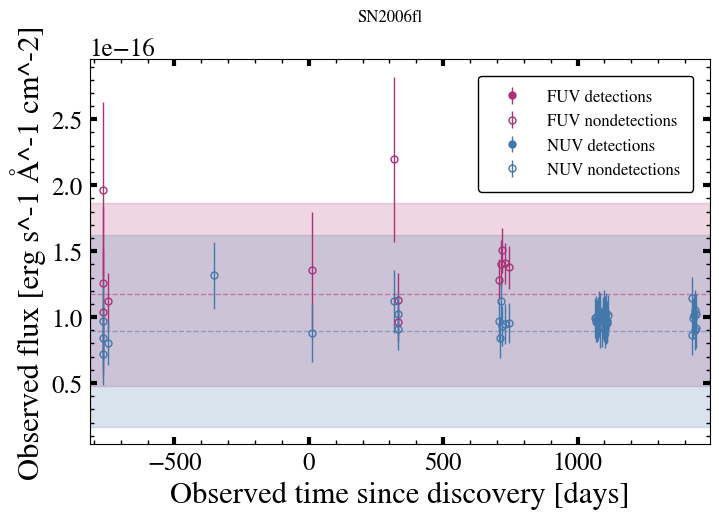 SN2006fl
1e−16
FUV detections
FUV nondetections
NUV detections
NUV nondetections
2.5
2.0
1.5
1.0
0.5
Observed flux [erg s^-1 Å^-1 cm^-2]
−500 0 500 1000
Observed time since discovery [days]